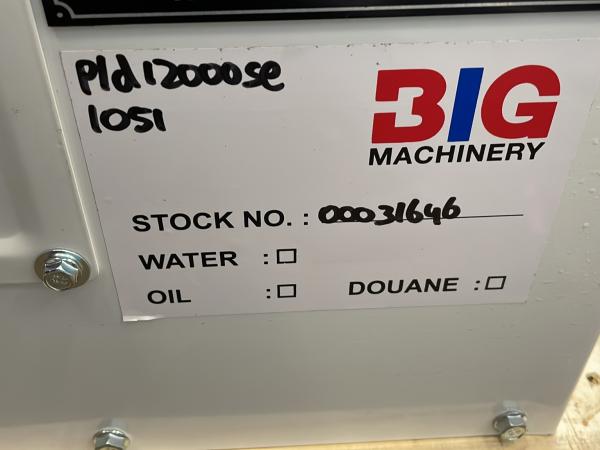 Pld12000se
1051
BIG
MACHINERY
STOCK NO. : 00031646
WATER : ☐
OIL : ☐ DOUANE : ☐